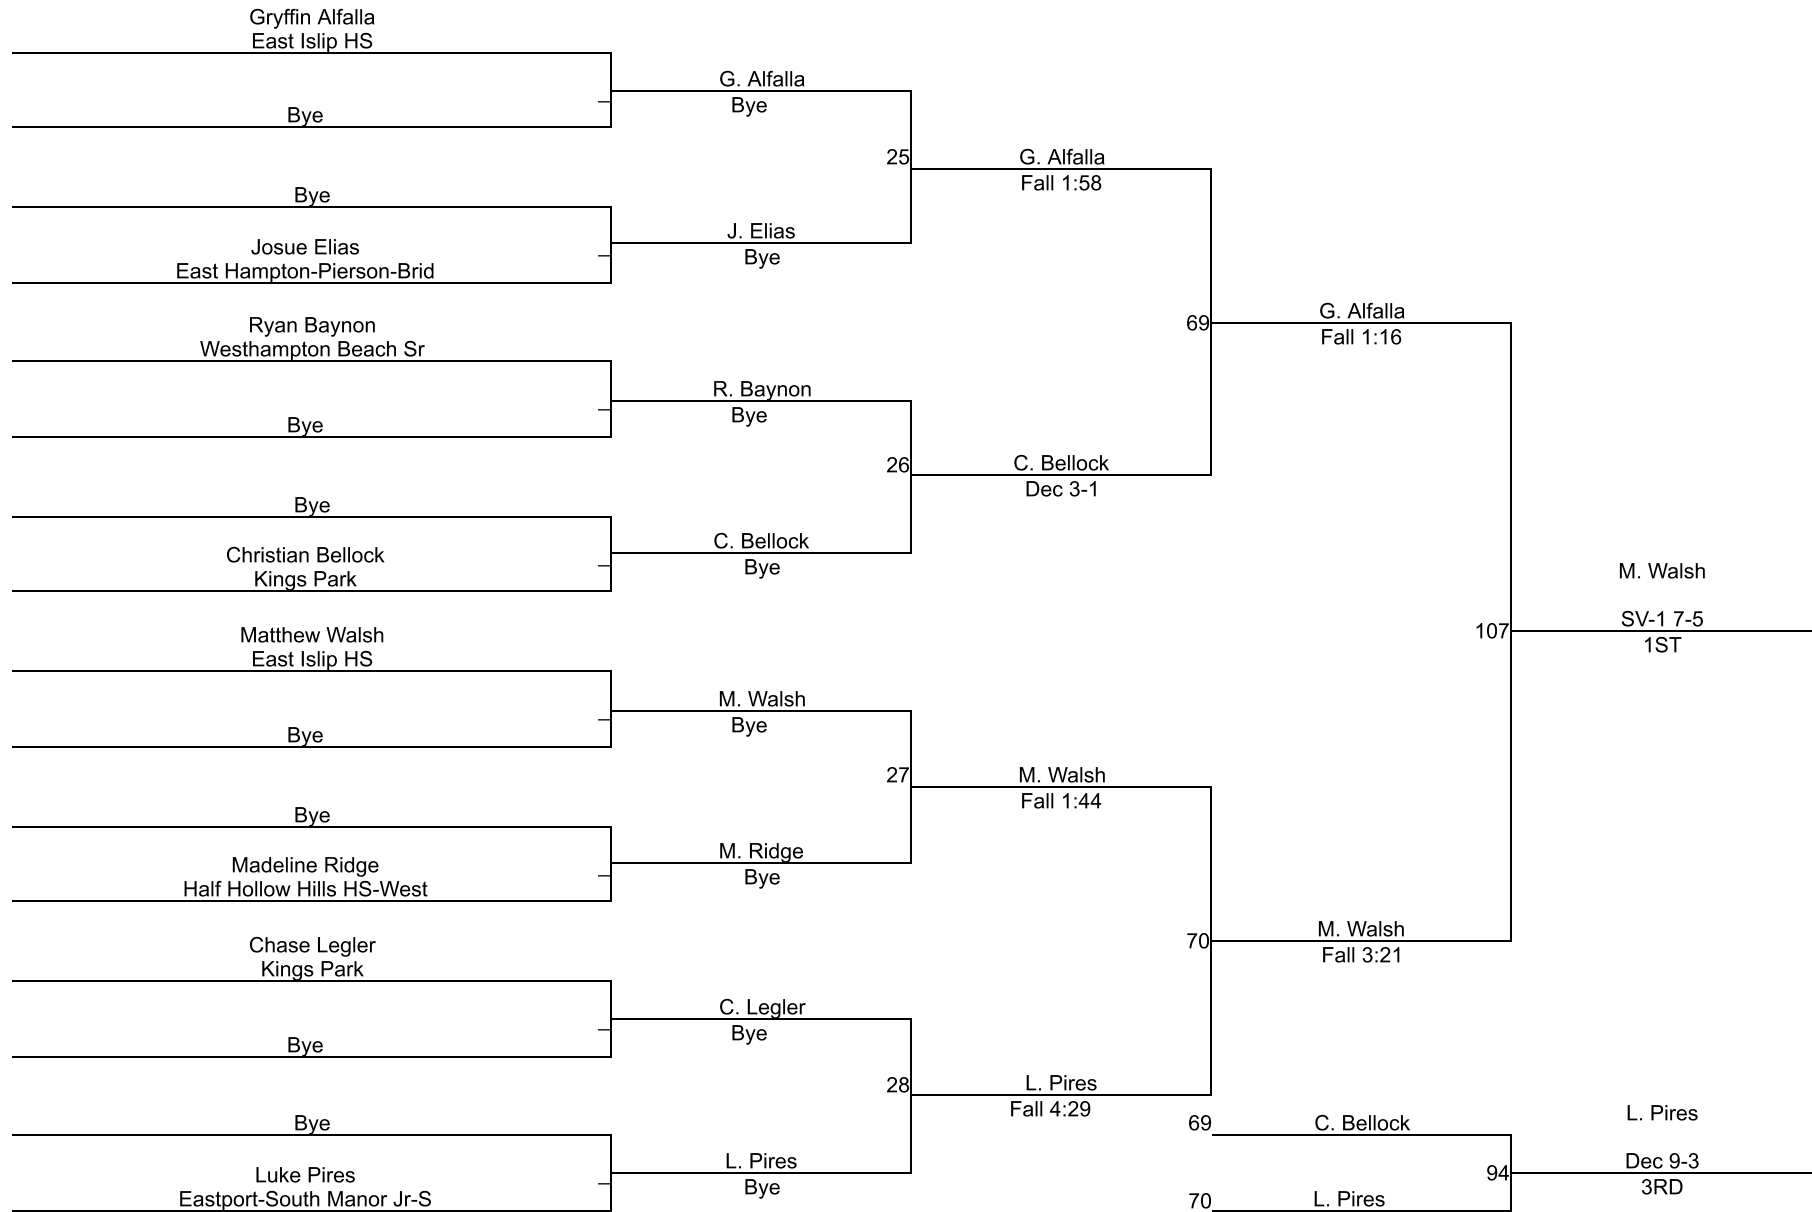 Gryffin Alfalla
East Islip HS
G. Alfalla
Bye
Bye
25
G. Alfalla
Fall 1:58
Bye
J. Elias
Bye
Josue Elias
East Hampton-Pierson-Brid
69
G. Alfalla
Fall 1:16
Ryan Baynon
Westhampton Beach Sr
R. Baynon
Bye
Bye
26
C. Bellock
Dec 3-1
Bye
C. Bellock
Bye
Christian Bellock
Kings Park
107
M. Walsh
SV-1 7-5
1ST
Matthew Walsh
East Islip HS
M. Walsh
Bye
Bye
27
M. Walsh
Fall 1:44
Bye
M. Ridge
Bye
Madeline Ridge
Half Hollow Hills HS-West
70
M. Walsh
Fall 3:21
Chase Legler
Kings Park
C. Legler
Bye
Bye
28
L. Pires
Fall 4:29
Bye
L. Pires
Bye
Luke Pires
Eastport-South Manor Jr-S
69
C. Bellock
94
L. Pires
Dec 9-3
3RD
70
L. Pires